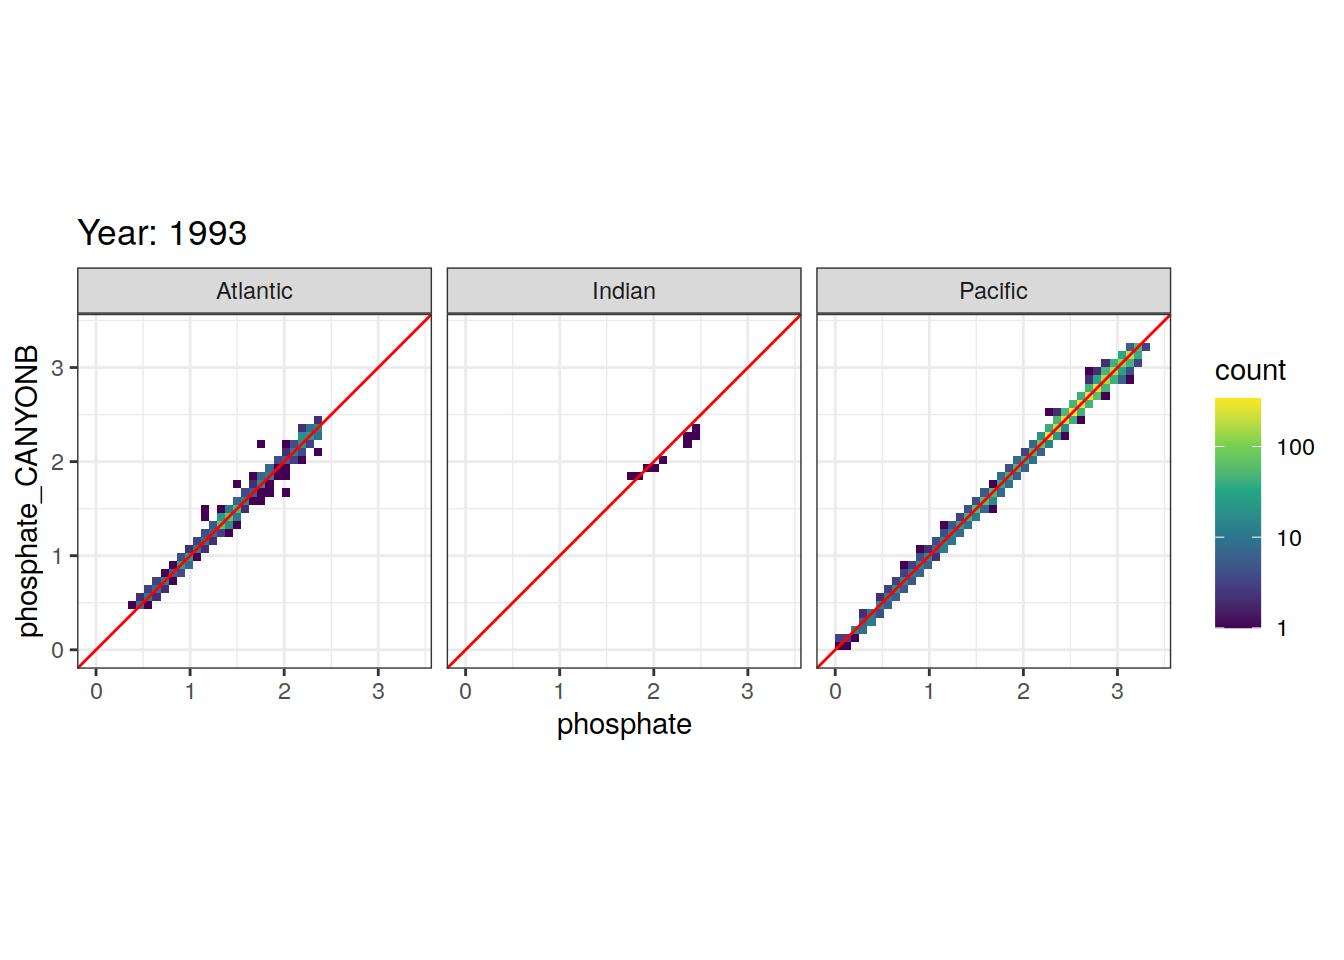 Year: 1993
Atlantic
Indian
Pacific
phosphate_CANYONB
3
2
1
0
0 1 2 3
0 1 2 3
0 1 2 3
phosphate
count
100
10
1